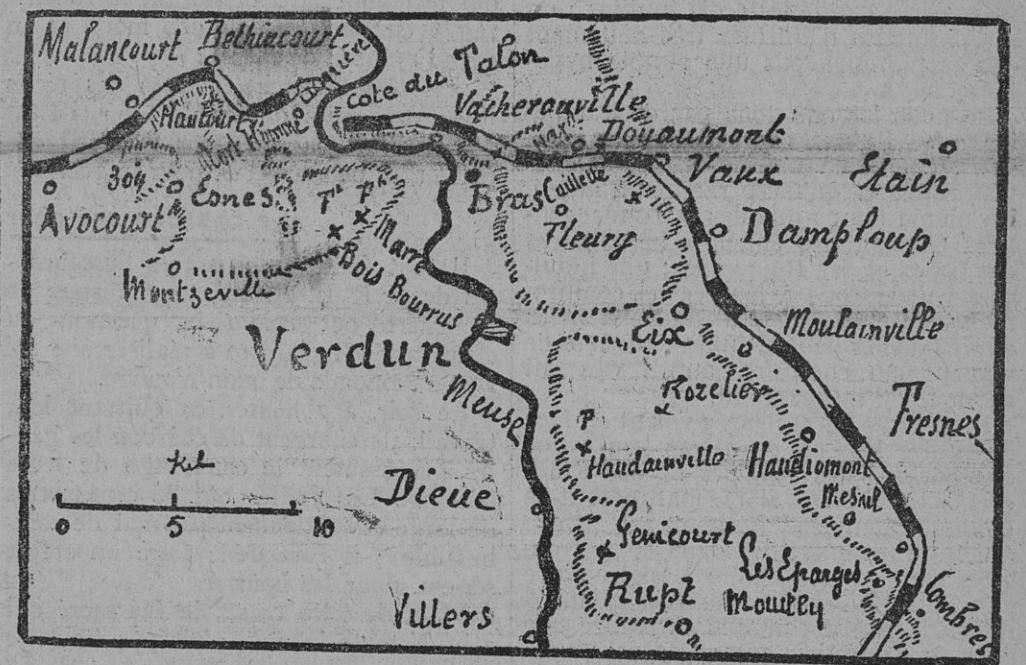 Malancourt
Bethincourt
Cote du Talon
Vacherauville
Haucourt
Mort Homme
Douaumont
304
Esnes
Avocourt
Bras
Caillette
Vaux
Etain
Fleury
Damploup
Marre
Bois Bourrus
Montzeville
Verdun
Eix
Moulainville
Meuse
Rozelier
Fresnes
Haudainville
Haudiomont
Mesnil
Kil
0 5 10
Dieue
Genicourt
Les Eparges
Rupt
Mouilly
Combres
Villers